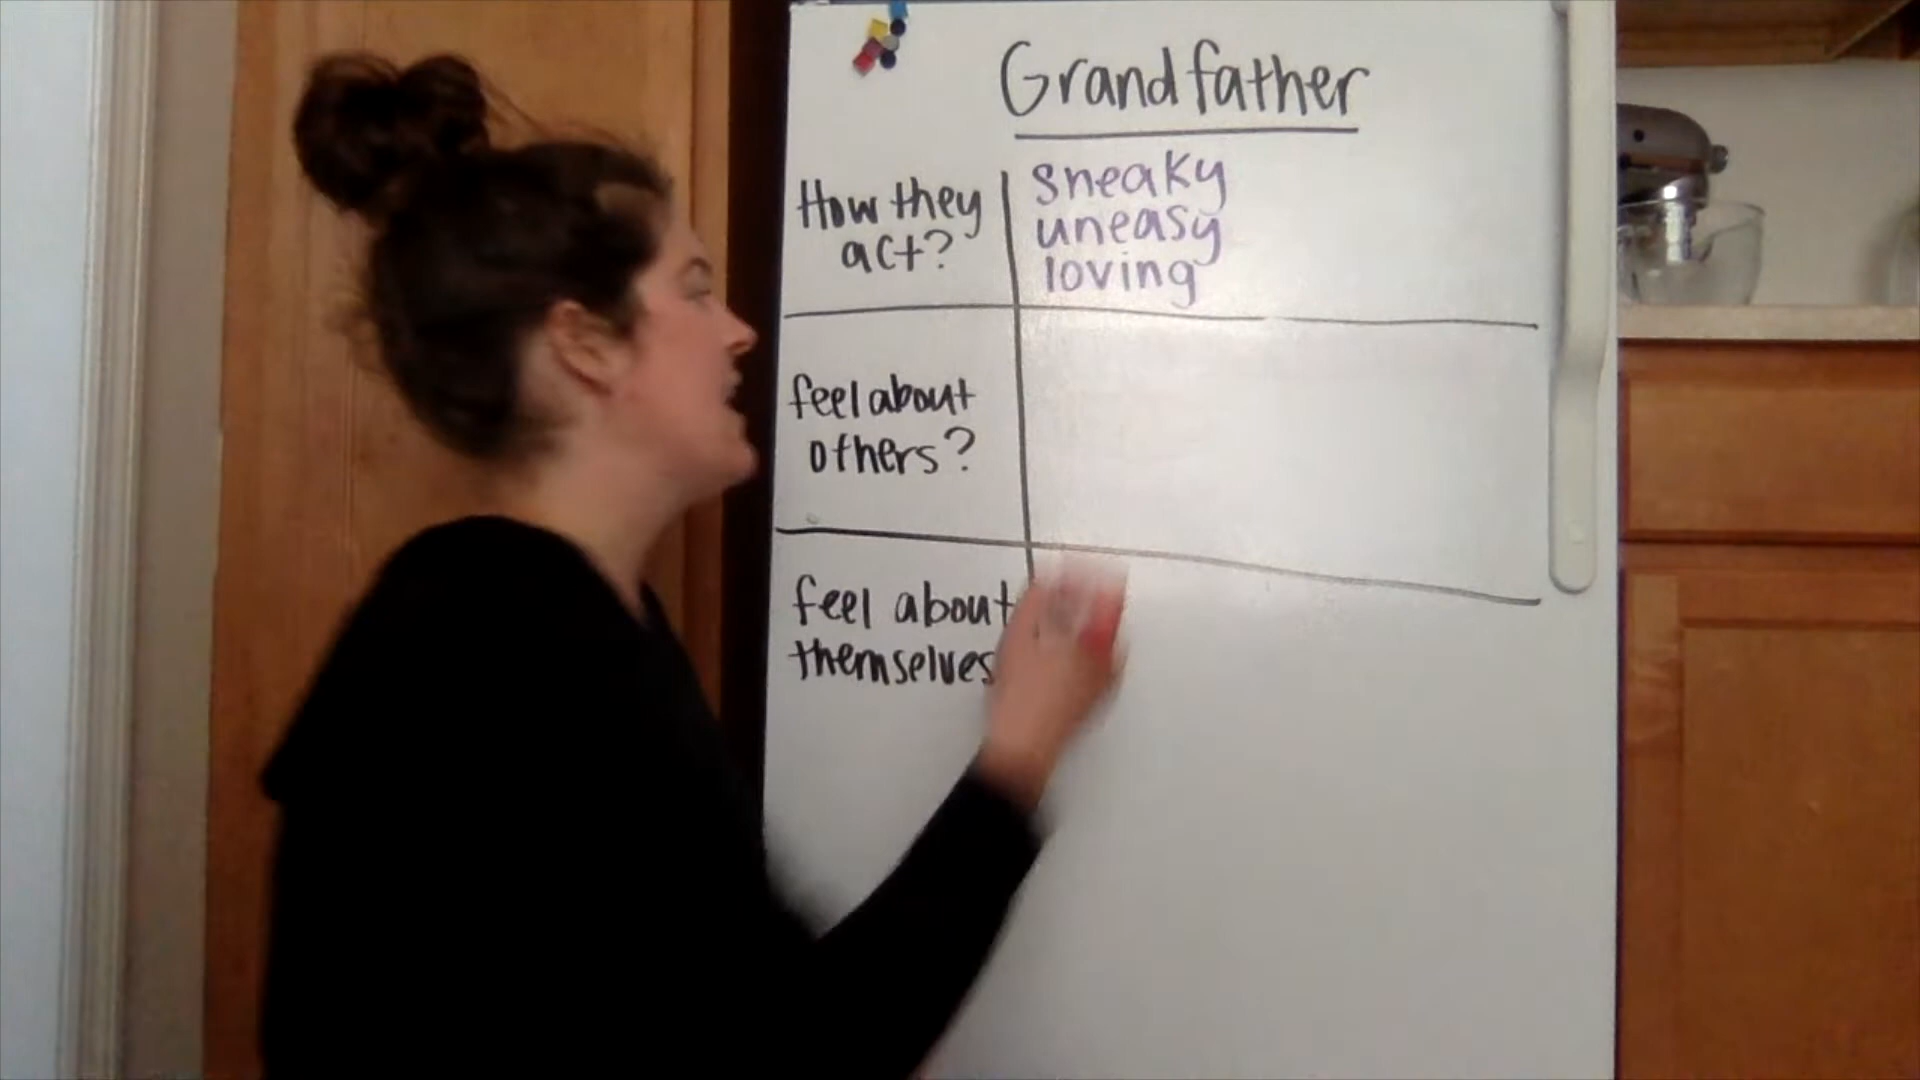 Grandfather
How they
act?
sneaky
uneasy
loving
feel about
others?
feel about
themselves